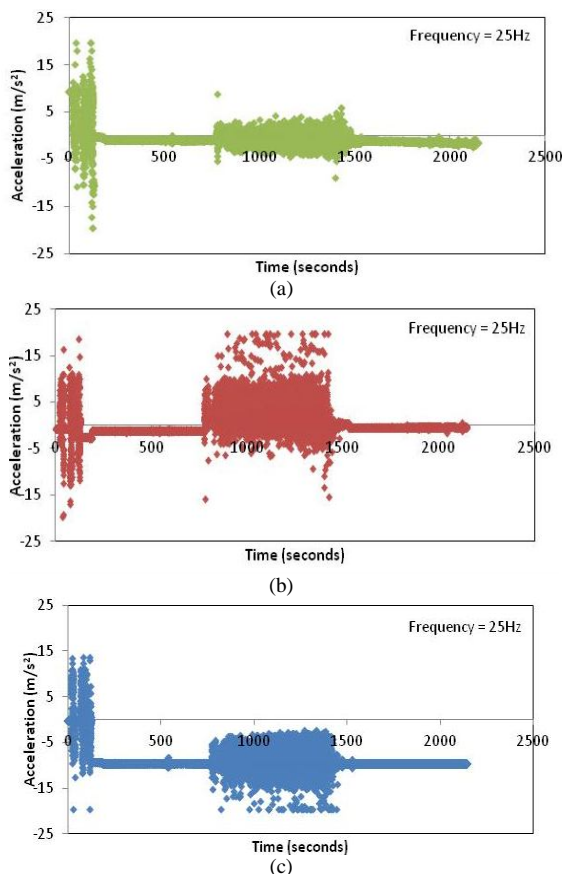 25
Frequency = 25Hz
15
5
-5
-15
-25
0 500 1000 1500 2000 2500
Acceleration (m/s²)
Time (seconds)
(a)
25
Frequency = 25Hz
15
5
-5
-15
-25
0 500 1000 1500 2000 2500
Acceleration (m/s²)
Time (seconds)
(b)
25
Frequency = 25Hz
15
5
-5
-15
-25
0 500 1000 1500 2000 2500
Acceleration (m/s²)
Time (seconds)
(c)